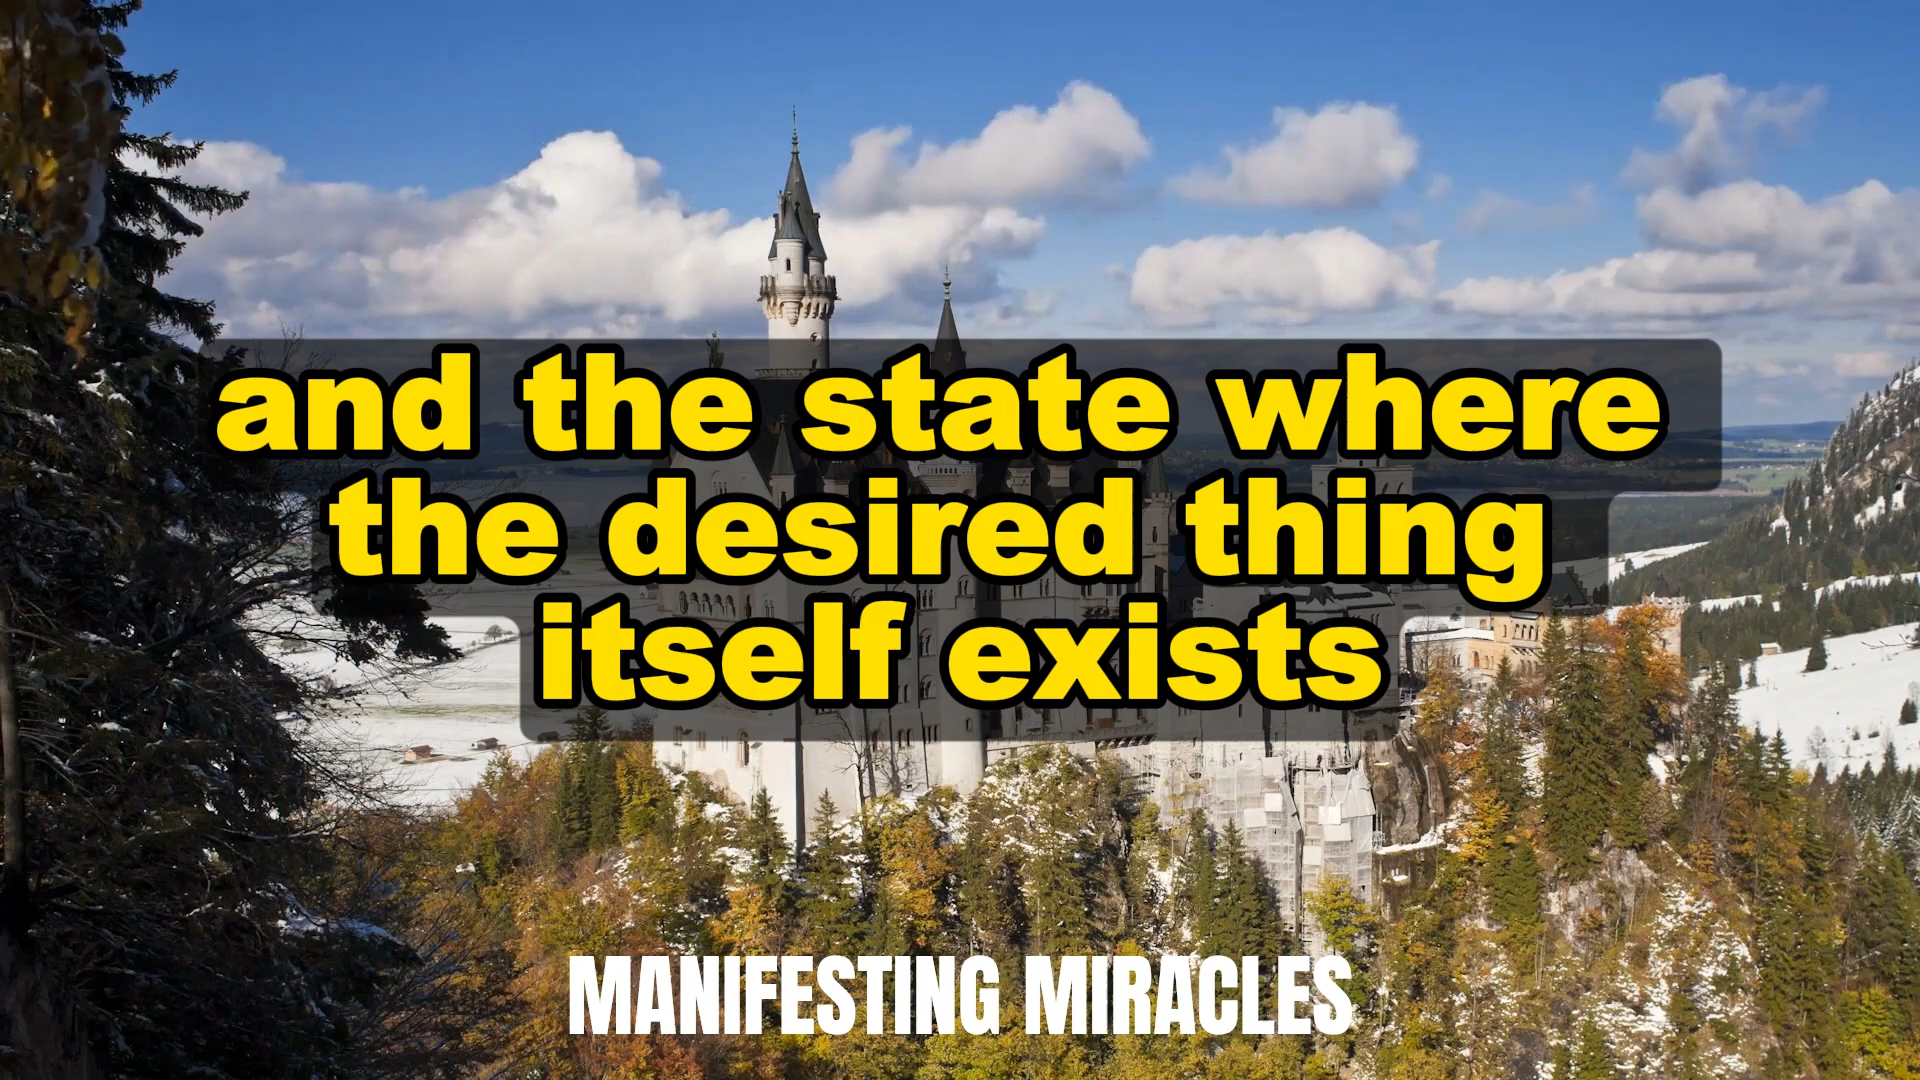 and the state where
the desired thing
itself exists
MANIFESTING MIRACLES